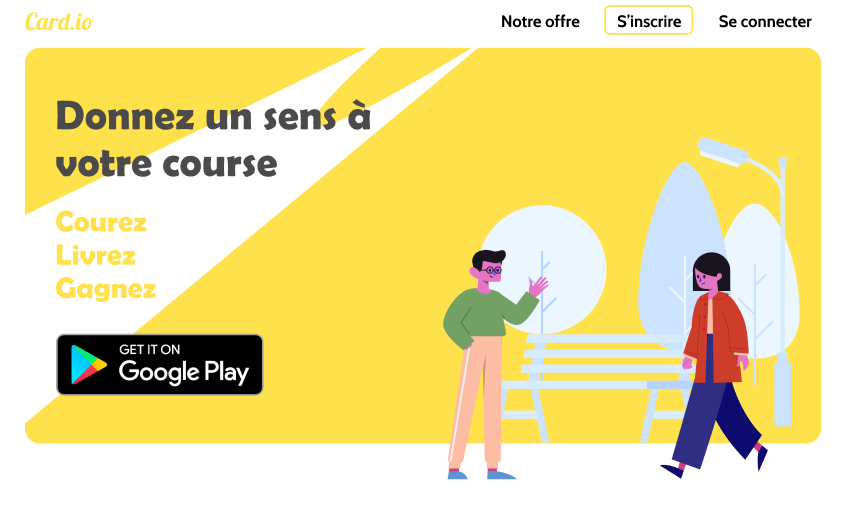 Card.io
Notre offre
S'inscrire
Se connecter
Donnez un sens à
votre course
Courez
Livrez
Gagnez
GET IT ON
Google Play